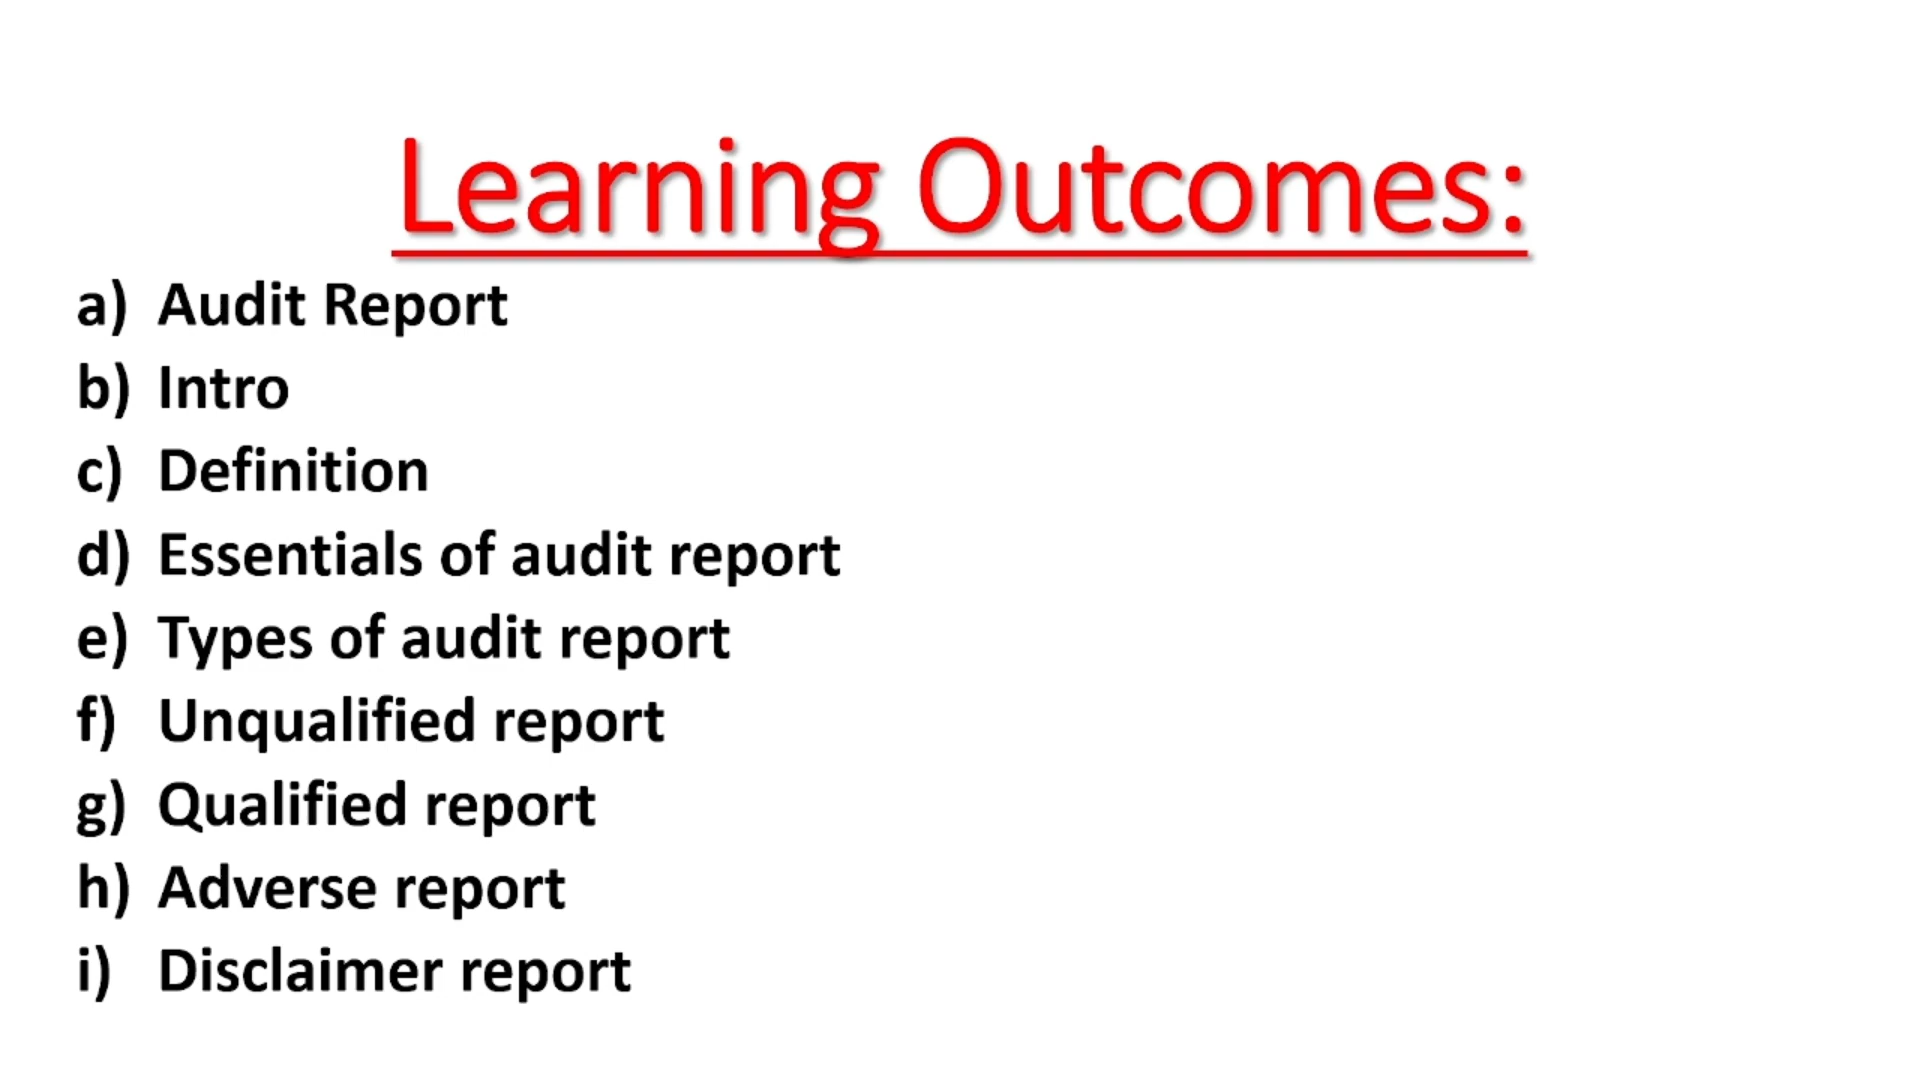 Learning Outcomes:
a) Audit Report
b) Intro
c) Definition
d) Essentials of audit report
e) Types of audit report
f) Unqualified report
g) Qualified report
h) Adverse report
i) Disclaimer report